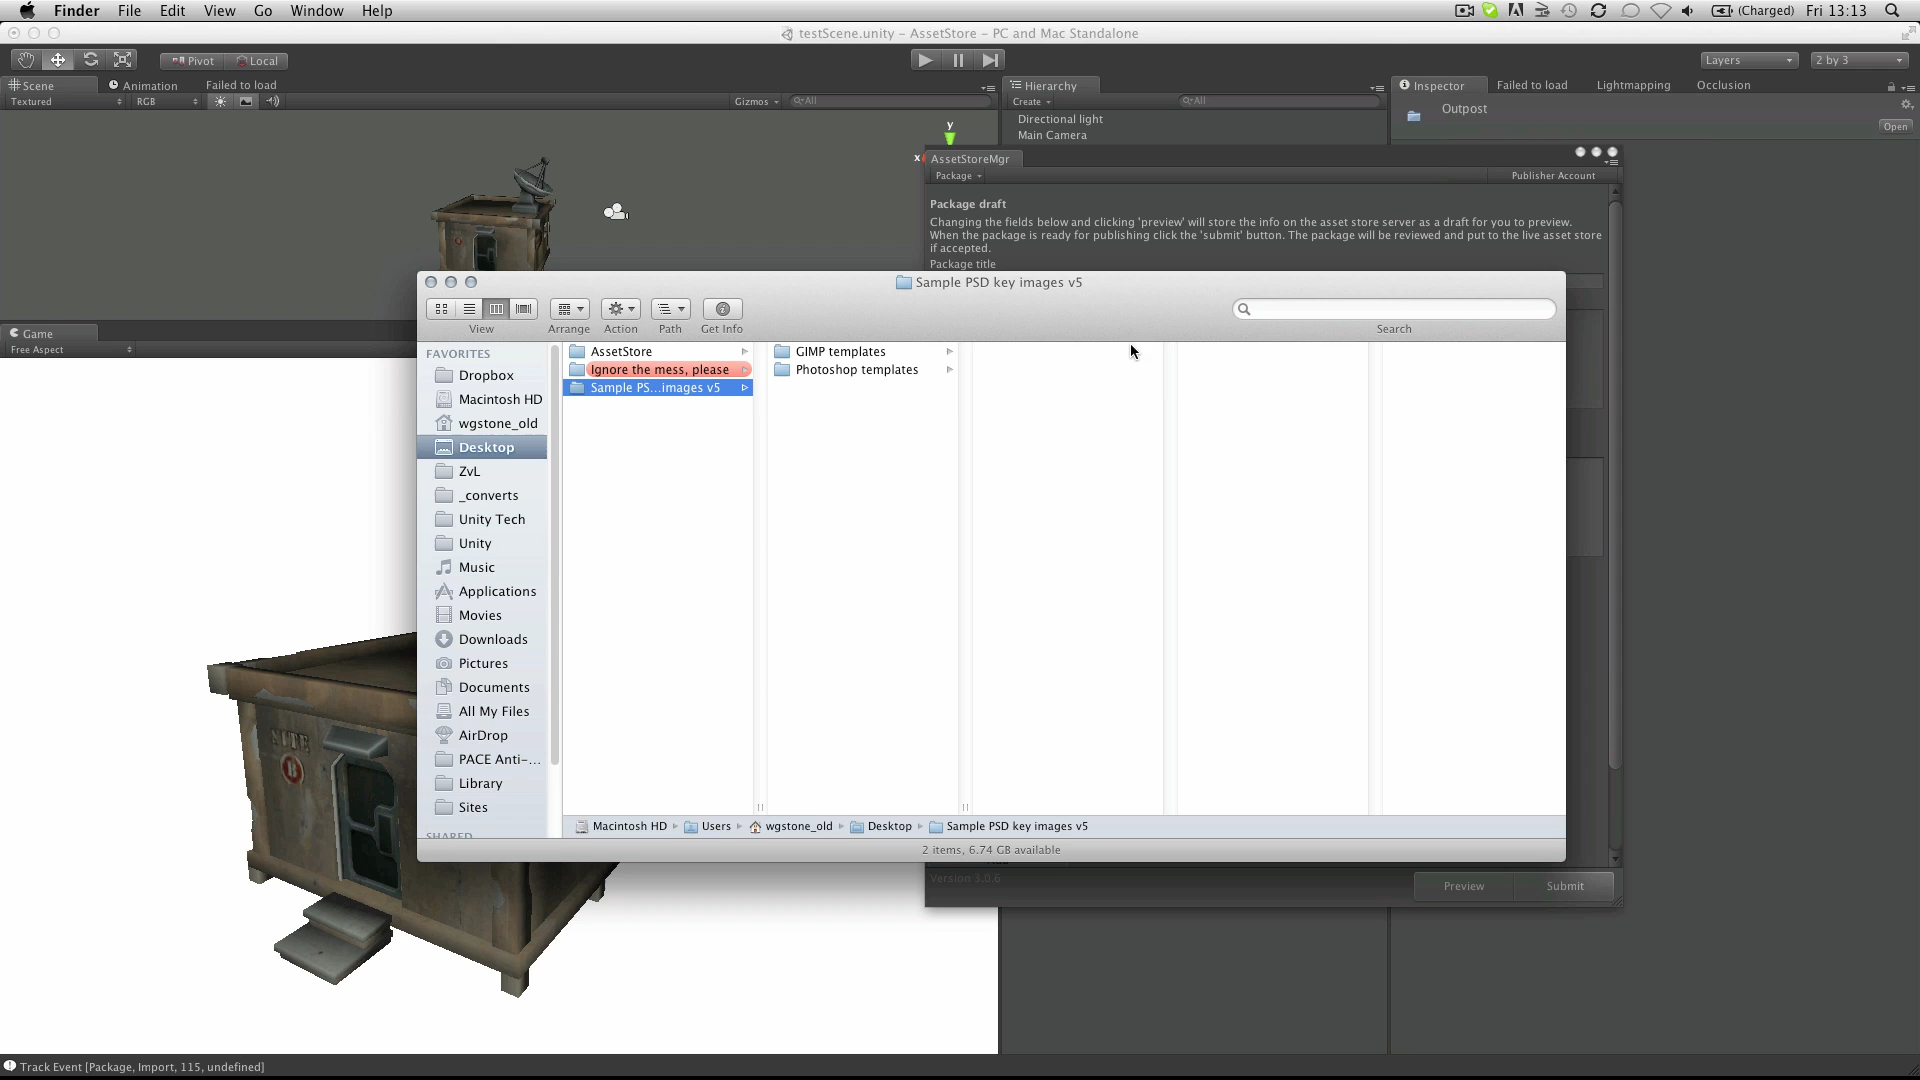 Finder File Edit View Go Window Help (Charged) Fri 13:13
testScene.unity – AssetStore – PC and Mac Standalone
Pivot Local Layers 2 by 3
Scene Animation Failed to load Hierarchy Inspector Failed to load Lightmapping Occlusion
Textured RGB Gizmos All Create All
Outpost
Open
Directional light
Main Camera
y
x
AssetStoreMgr
Package Publisher Account
Package draft
Changing the fields below and clicking 'preview' will store the info on the asset store server as a draft for you to preview.
When the package is ready for publishing click the 'submit' button. The package will be reviewed and put to the live asset store
if accepted.
Package title
Sample PSD key images v5
View Arrange Action Path Get Info Search
Game
Free Aspect
FAVORITES
Dropbox
Macintosh HD
wgstone_old
Desktop
ZvL
_converts
Unity Tech
Unity
Music
Applications
Movies
Downloads
Pictures
Documents
All My Files
AirDrop
PACE Anti-...
Library
Sites
SHARED
AssetStore
Ignore the mess, please
Sample PS...images v5
GIMP templates
Photoshop templates
Macintosh HD Users wgstone_old Desktop Sample PSD key images v5
2 items, 6.74 GB available
Version 3.0.6
Preview Submit
SITE
B
Track Event [Package, Import, 115, undefined]